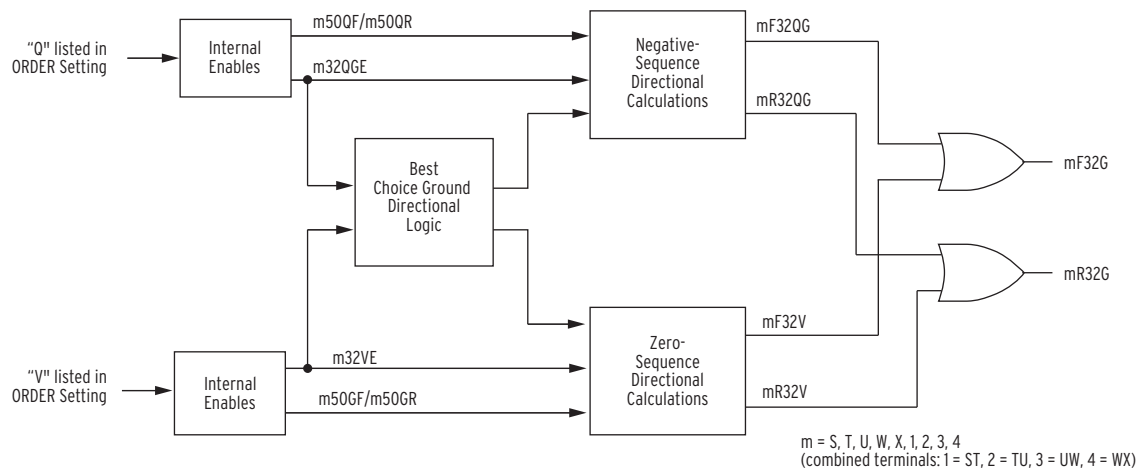 “Q" listed in
ORDER Setting
Internal
Enables
m50QF/m50QR
m32QGE
Negative-
Sequence
Directional
Calculations
mF32QG
mR32QG
Best
Choice Ground
Directional
Logic
mF32G
mR32G
“V" listed in
ORDER Setting
Internal
Enables
m32VE
m50GF/m50GR
Zero-
Sequence
Directional
Calculations
mF32V
mR32V
m = S, T, U, W, X, 1, 2, 3, 4
(combined terminals: 1 = ST, 2 = TU, 3 = UW, 4 = WX)